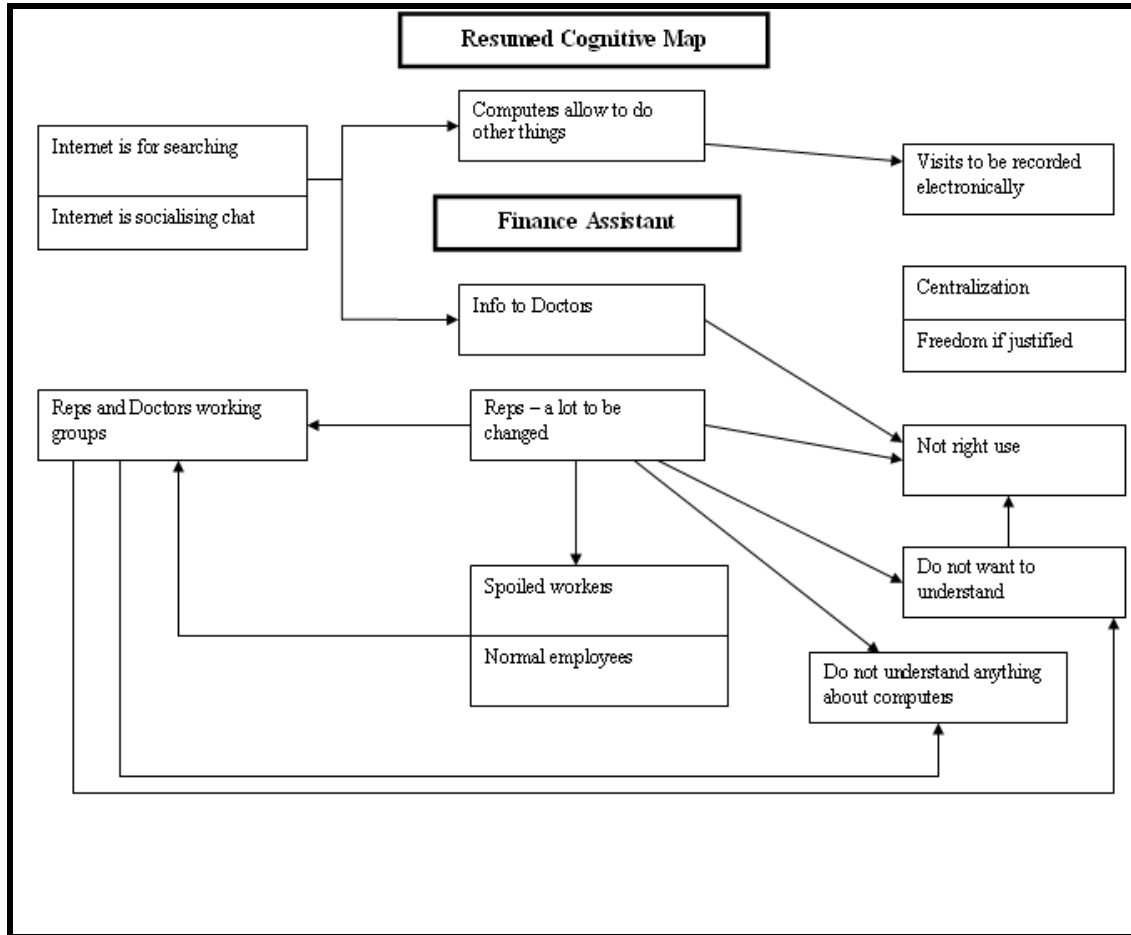 Resumed Cognitive Map
Computers allow to do
other things
Internet is for searching
Internet is socialising chat
Visits to be recorded
electronically
Finance Assistant
Centralization
Freedom if justified
Info to Doctors
Reps and Doctors working
groups
Reps – a lot to be
changed
Not right use
Do not want to
understand
Spoiled workers
Normal employees
Do not understand anything
about computers